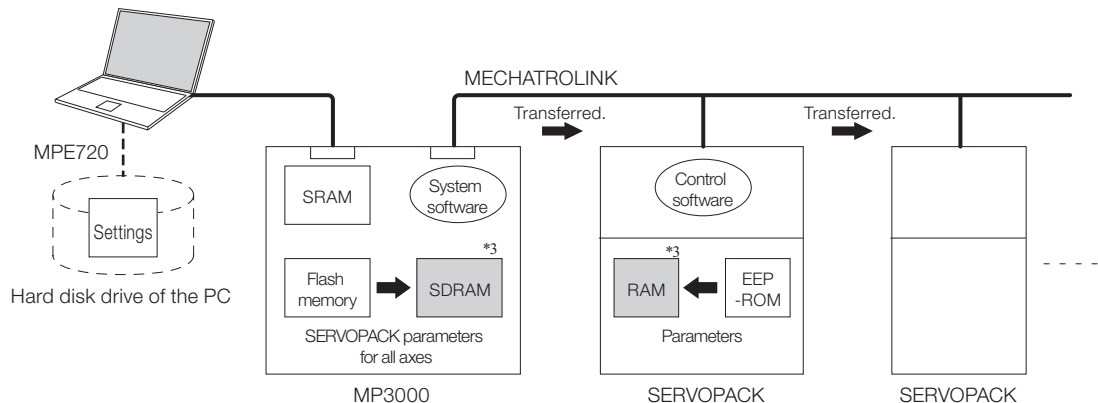 MECHATROLINK
Transferred.
Transferred.
MPE720
Settings
Hard disk drive of the PC
SRAM
System
software
Flash
memory
SDRAM
*3
SERVOPACK parameters
for all axes
MP3000
Control
software
RAM
*3
EEP
-ROM
Parameters
SERVOPACK
SERVOPACK